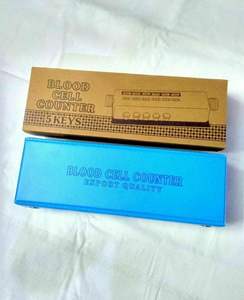 BLOOD
CELL
COUNTER
5 KEYS
BLOOD CELL COUNTER
EXPORT QUALITY